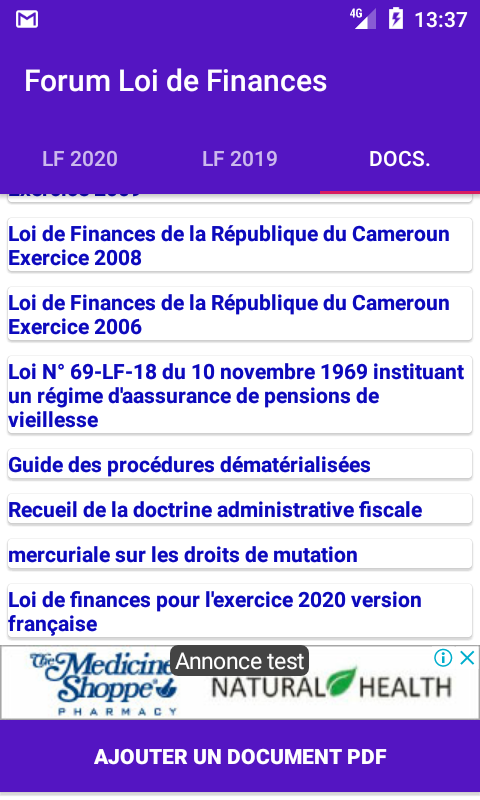 4G
13:37
Forum Loi de Finances
LF 2020
LF 2019
DOCS.
Exercice 2009
Loi de Finances de la République du Cameroun
Exercice 2008
Loi de Finances de la République du Cameroun
Exercice 2006
Loi N° 69-LF-18 du 10 novembre 1969 instituant
un régime d'aassurance de pensions de
vieillesse
Guide des procédures dématérialisées
Recueil de la doctrine administrative fiscale
mercuriale sur les droits de mutation
Loi de finances pour l'exercice 2020 version
française
Annonce test
The Medicine
Shoppe
PHARMACY
NATURAL HEALTH
AJOUTER UN DOCUMENT PDF